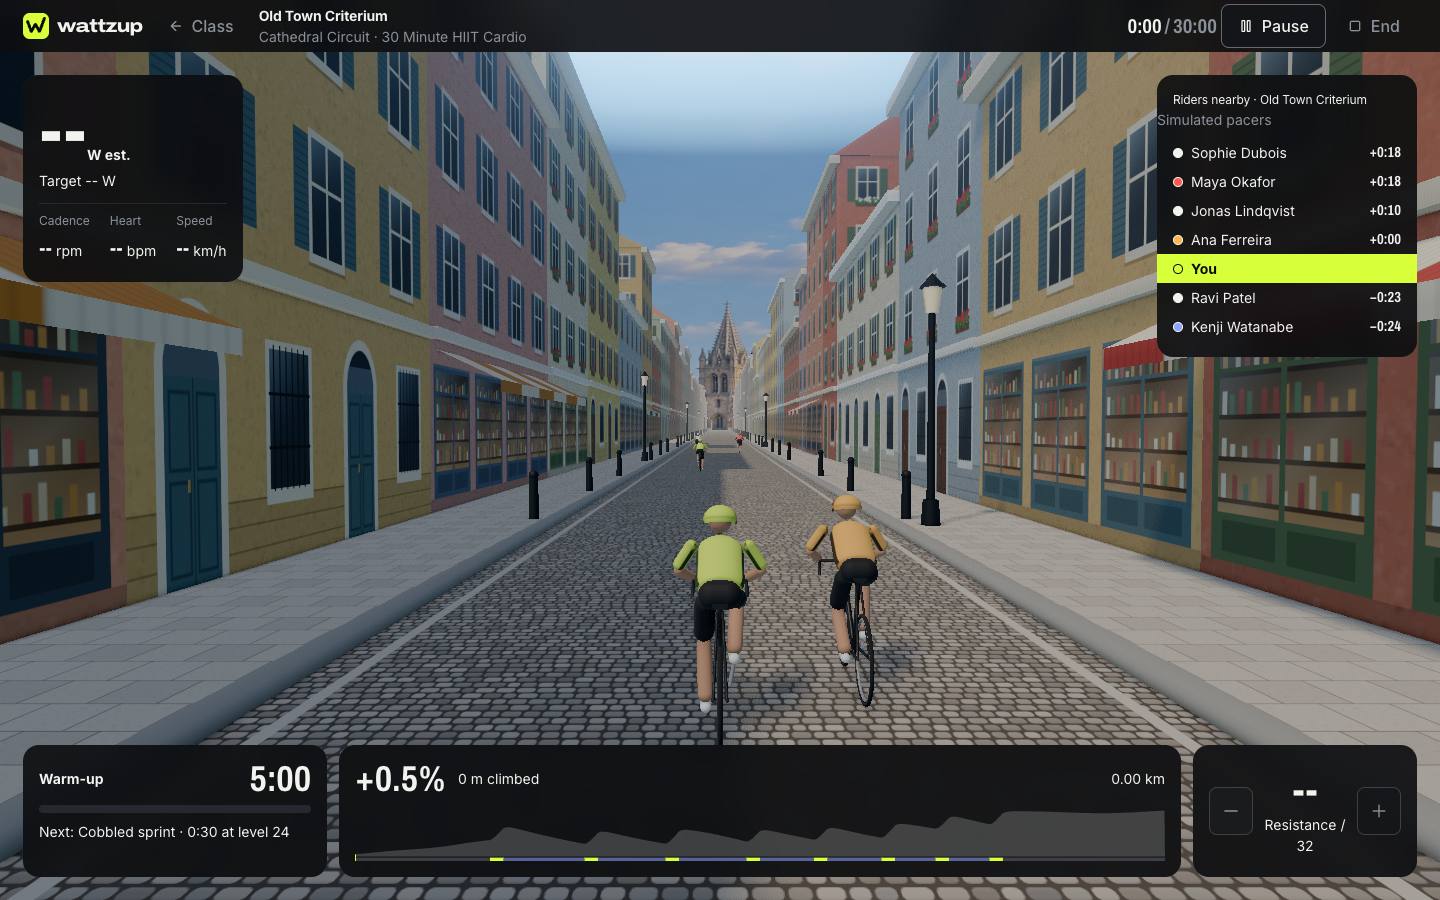 wattzup
Class
Old Town Criterium
Cathedral Circuit · 30 Minute HIIT Cardio
0:00 / 30:00
Pause
End
-- W est.
Target -- W
Cadence Heart Speed
-- rpm -- bpm -- km/h
Riders nearby · Old Town Criterium
Simulated pacers
Sophie Dubois +0:18
Maya Okafor +0:18
Jonas Lindqvist +0:10
Ana Ferreira +0:00
You
Ravi Patel −0:23
Kenji Watanabe −0:24
Warm-up 5:00
Next: Cobbled sprint · 0:30 at level 24
+0.5% 0 m climbed 0.00 km
--
Resistance /
32